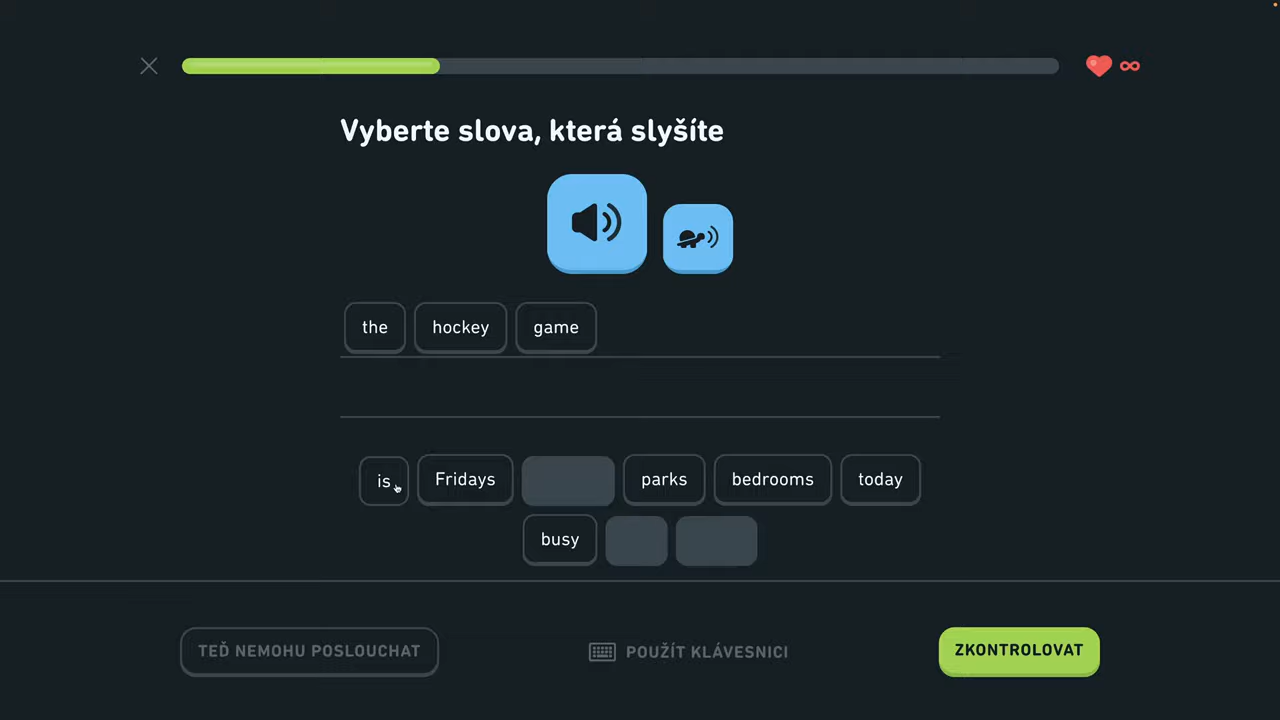 Vyberte slova, která slyšíte
the hockey game
is Fridays parks bedrooms today
busy
TEĎ NEMOHU POSLOUCHAT POUŽÍT KLÁVESNICI ZKONTROLOVAT